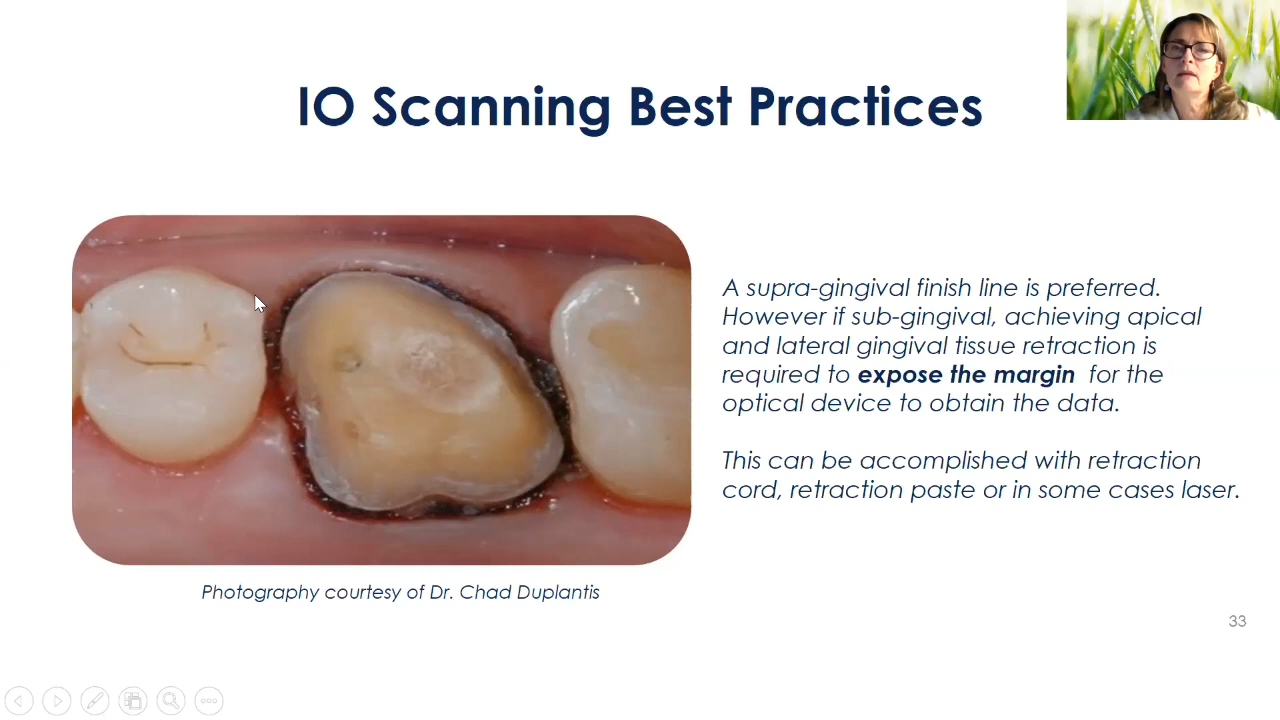 IO Scanning Best Practices
A supra-gingival finish line is preferred.
However if sub-gingival, achieving apical
and lateral gingival tissue retraction is
required to expose the margin for the
optical device to obtain the data.
This can be accomplished with retraction
cord, retraction paste or in some cases laser.
Photography courtesy of Dr. Chad Duplantis
33